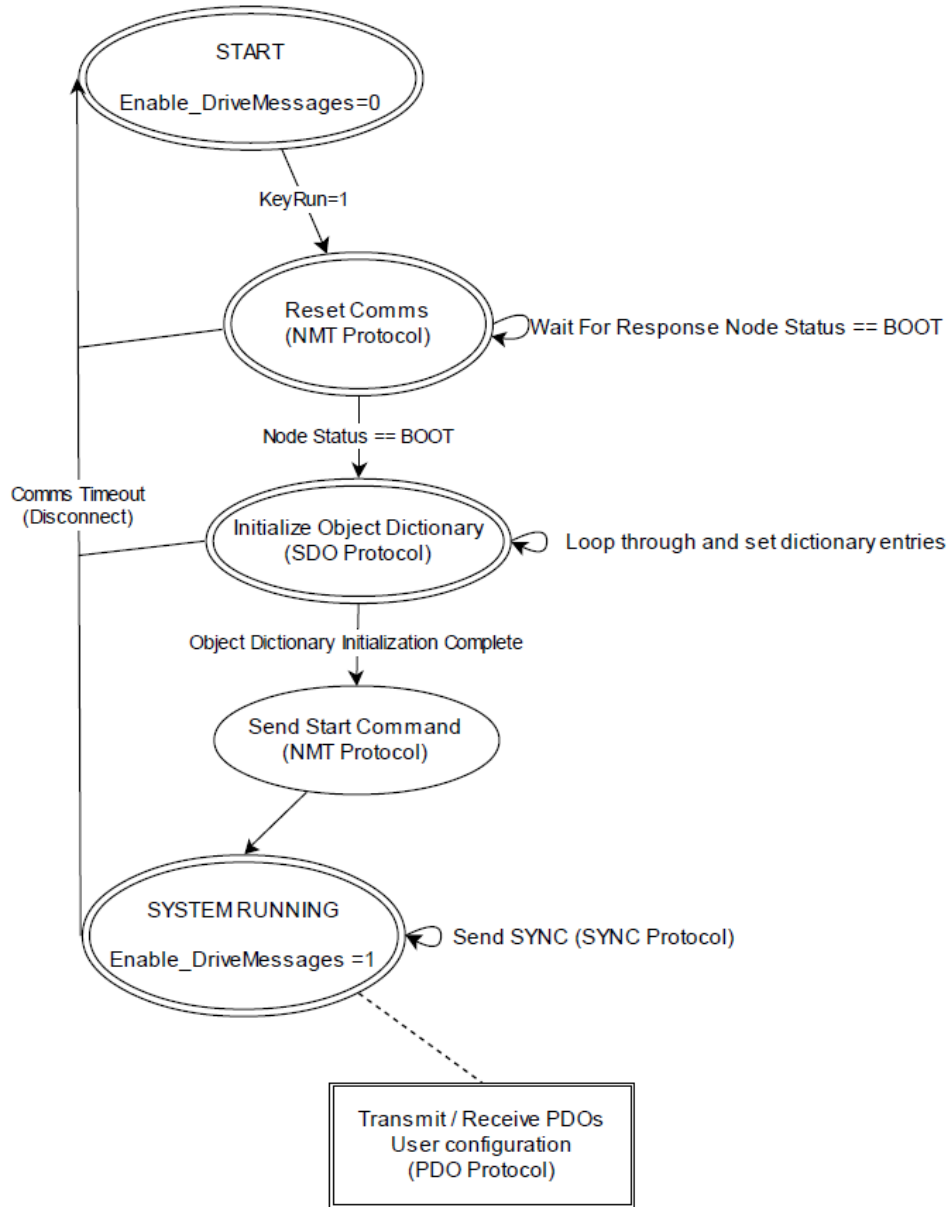 START
Enable_DriveMessages=0
KeyRun=1
Reset Comms
(NMT Protocol)
Wait For Response Node Status == BOOT
Node Status == BOOT
Comms Timeout
(Disconnect)
Initialize Object Dictionary
(SDO Protocol)
Loop through and set dictionary entries
Object Dictionary Initialization Complete
Send Start Command
(NMT Protocol)
SYSTEM RUNNING
Enable_DriveMessages =1
Send SYNC (SYNC Protocol)
Transmit / Receive PDOs
User configuration
(PDO Protocol)